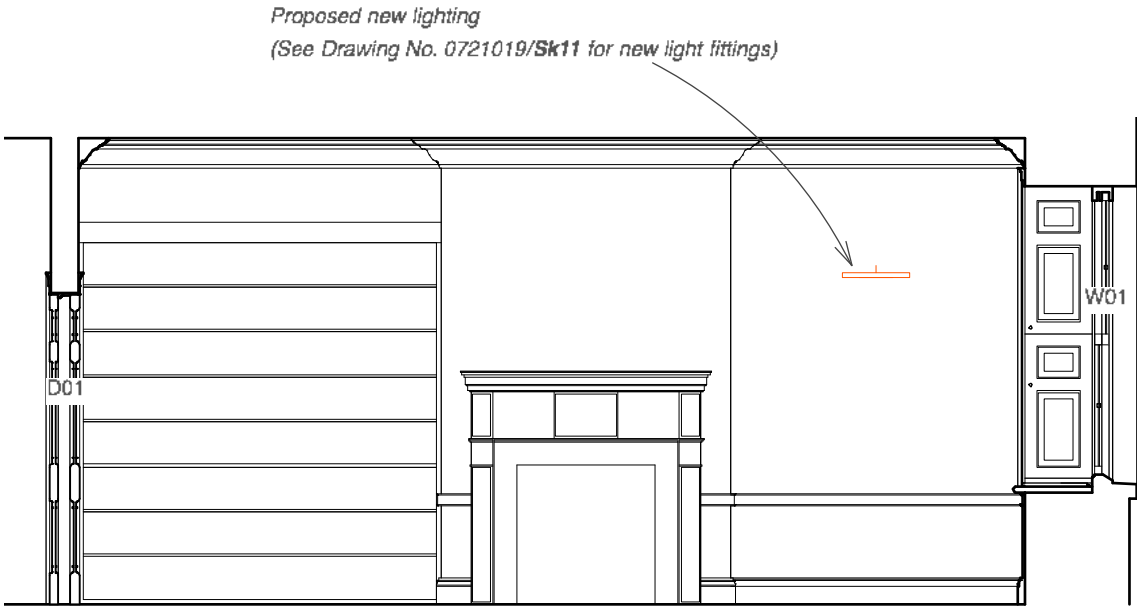 Proposed new lighting
(See Drawing No. 0721019/Sk11 for new light fittings)
W01
D01